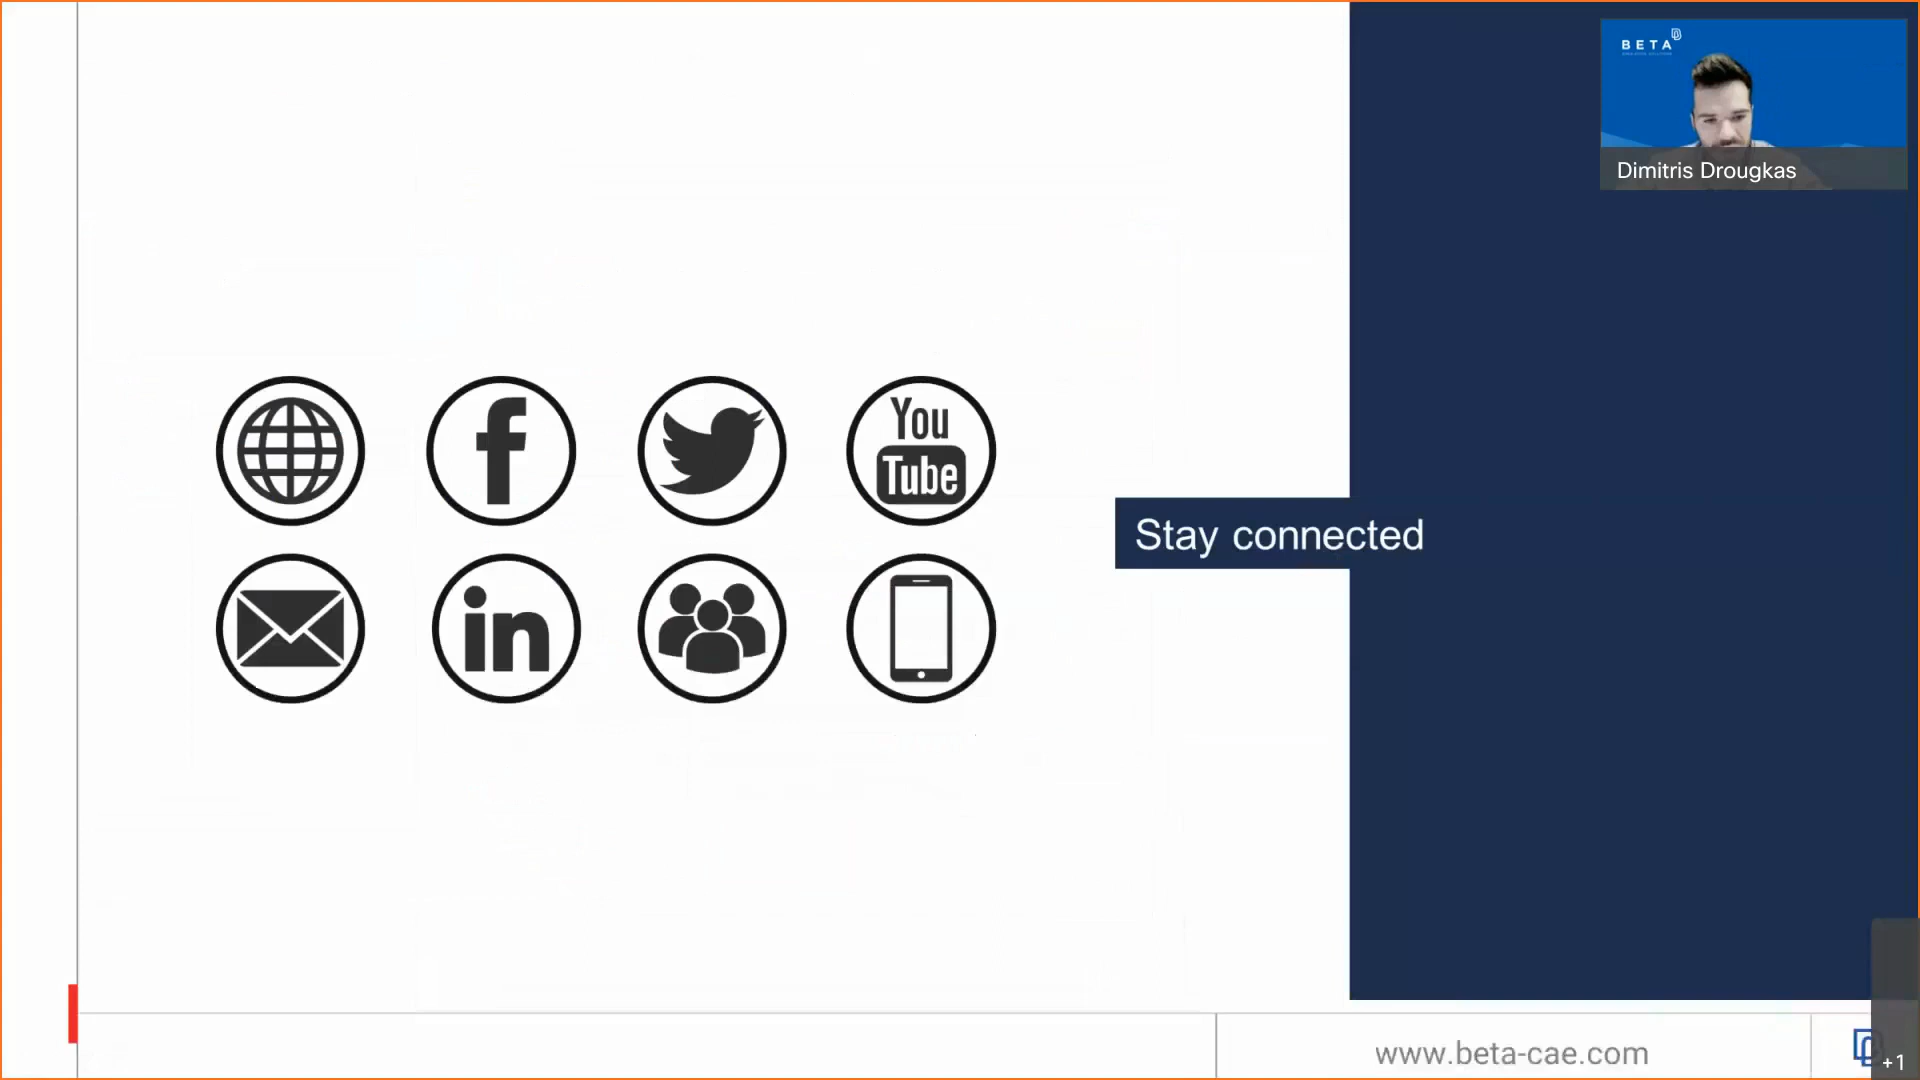 BETA
Dimitris Drougkas
f
You
Tube
Stay connected
in
www.beta-cae.com
+1